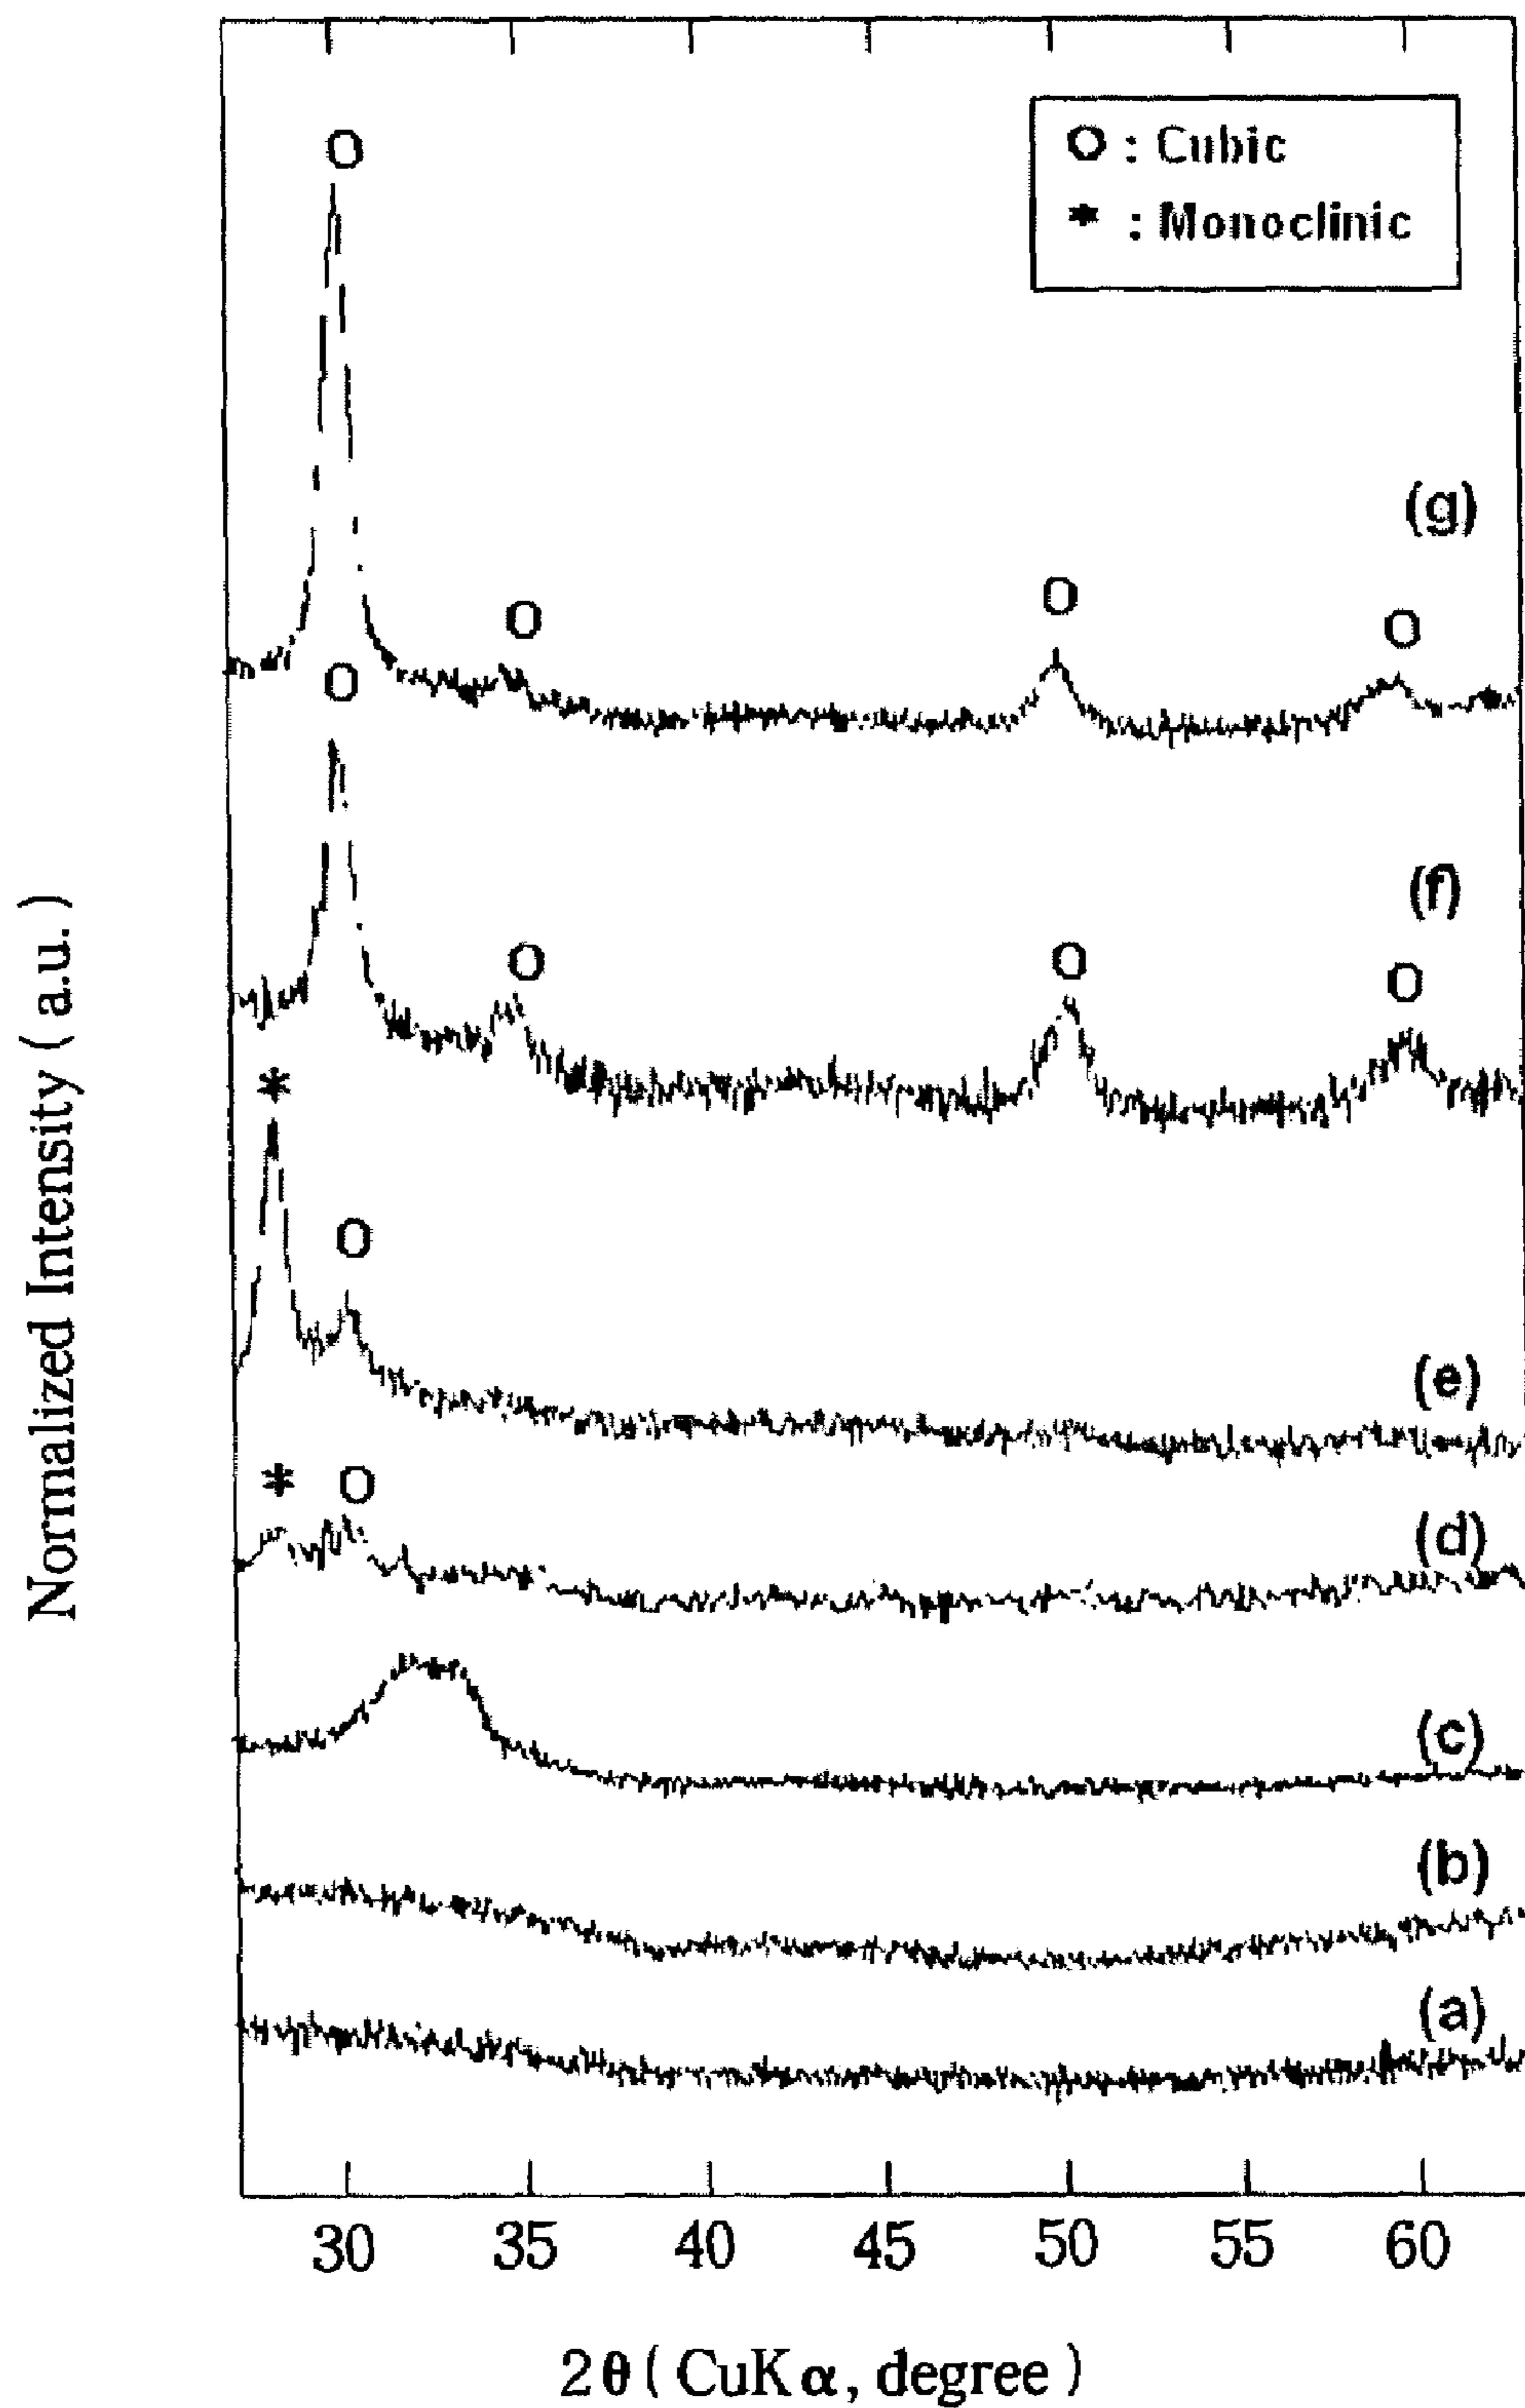 O : Cubic
* : Monoclinic
O
(g)
O
O
O
O
(f)
O
O
O
*
O
(e)
* O
(d)
(c)
(b)
(a)
Normalized Intensity ( a.u. )
30 35 40 45 50 55 60
2θ ( CuKα, degree )